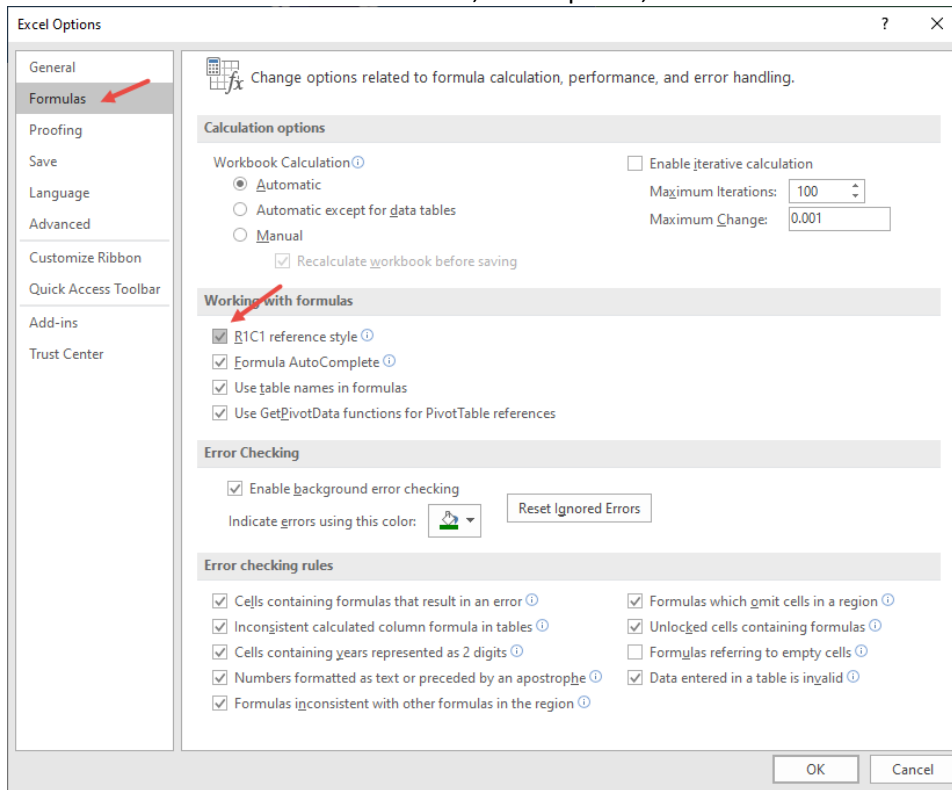 Excel Options
?
×
General
Formulas
Proofing
Save
Language
Advanced
Customize Ribbon
Quick Access Toolbar
Add-ins
Trust Center
fx Change options related to formula calculation, performance, and error handling.
Calculation options
Workbook Calculation
Automatic
Automatic except for data tables
Manual
Recalculate workbook before saving
Enable iterative calculation
Maximum Iterations: 100
Maximum Change: 0.001
Working with formulas
R1C1 reference style
Formula AutoComplete
Use table names in formulas
Use GetPivotData functions for PivotTable references
Error Checking
Enable background error checking
Indicate errors using this color:
Reset Ignored Errors
Error checking rules
Cells containing formulas that result in an error
Inconsistent calculated column formula in tables
Cells containing years represented as 2 digits
Numbers formatted as text or preceded by an apostrophe
Formulas inconsistent with other formulas in the region
Formulas which omit cells in a region
Unlocked cells containing formulas
Formulas referring to empty cells
Data entered in a table is invalid
OK
Cancel